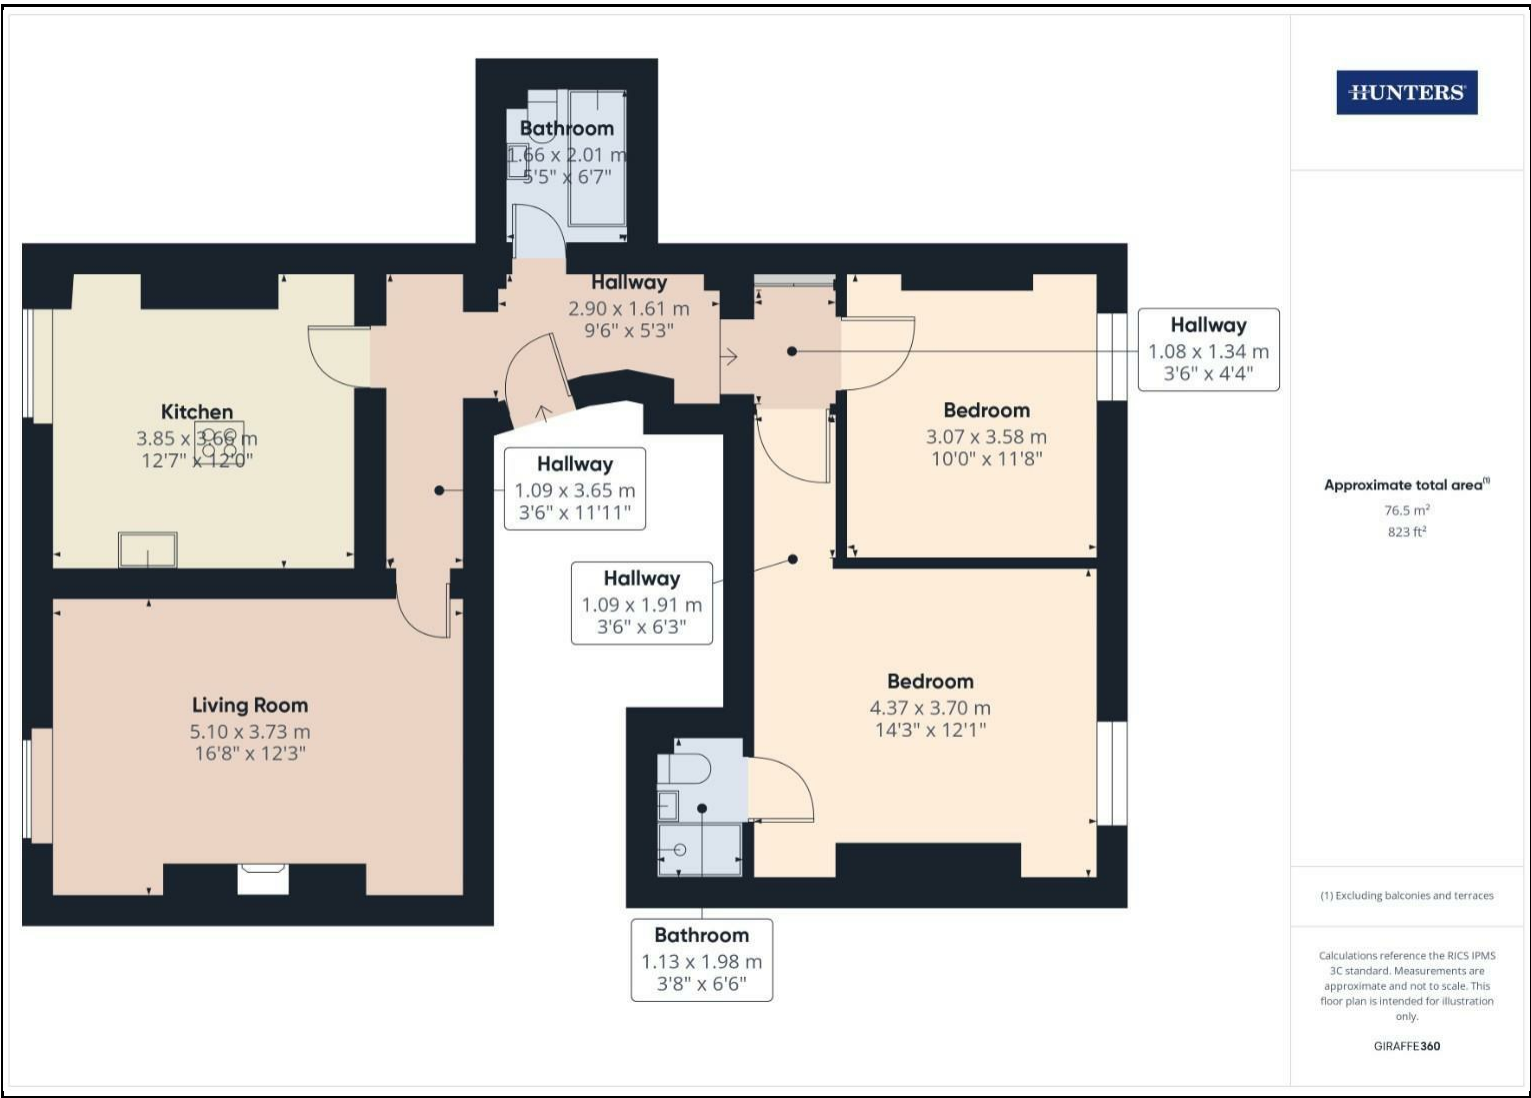 Bathroom
1.66 x 2.01 m
5'5" x 6'7"
Hallway
2.90 x 1.61 m
9'6" x 5'3"
Kitchen
3.85 x 3.66 m
12'7" x 12'0"
Hallway
1.08 x 1.34 m
3'6" x 4'4"
Bedroom
3.07 x 3.58 m
10'0" x 11'8"
Hallway
1.09 x 3.65 m
3'6" x 11'11"
Hallway
1.09 x 1.91 m
3'6" x 6'3"
Living Room
5.10 x 3.73 m
16'8" x 12'3"
Bedroom
4.37 x 3.70 m
14'3" x 12'1"
Bathroom
1.13 x 1.98 m
3'8" x 6'6"
HUNTERS
Approximate total area(1)
76.5 m²
823 ft²
(1) Excluding balconies and terraces
Calculations reference the RICS IPMS
3C standard. Measurements are
approximate and not to scale. This
floor plan is intended for illustration
only.
GIRAFFE360